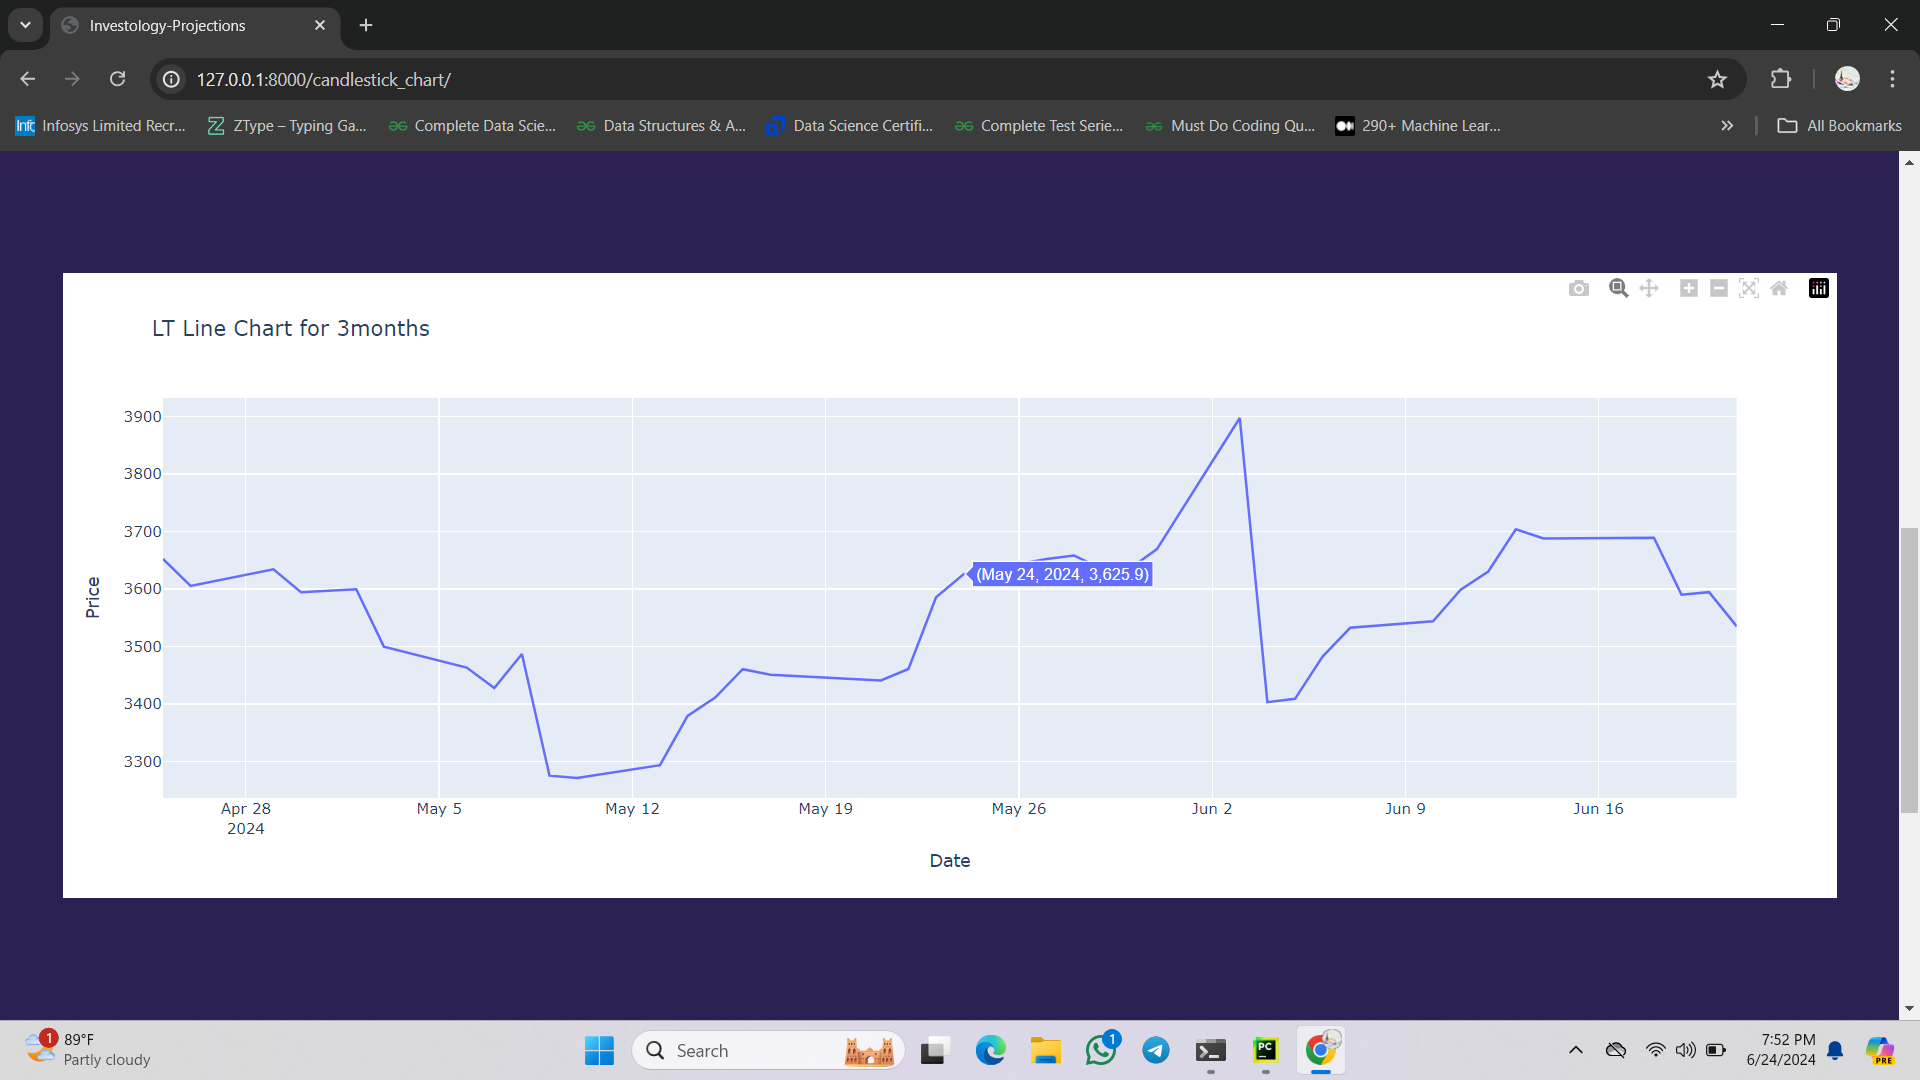 Investology-Projections
127.0.0.1:8000/candlestick_chart/
Infosys Limited Recr...
ZType – Typing Ga...
Complete Data Scie...
Data Structures & A...
Data Science Certifi...
Complete Test Serie...
Must Do Coding Qu...
290+ Machine Lear...
All Bookmarks
LT Line Chart for 3months
3900
3800
3700
3600
3500
3400
3300
Price
(May 24, 2024, 3,625.9)
Apr 28
2024
May 5
May 12
May 19
May 26
Jun 2
Jun 9
Jun 16
Date
1
89°F
Partly cloudy
Search
1
PC
PRE
7:52 PM
6/24/2024